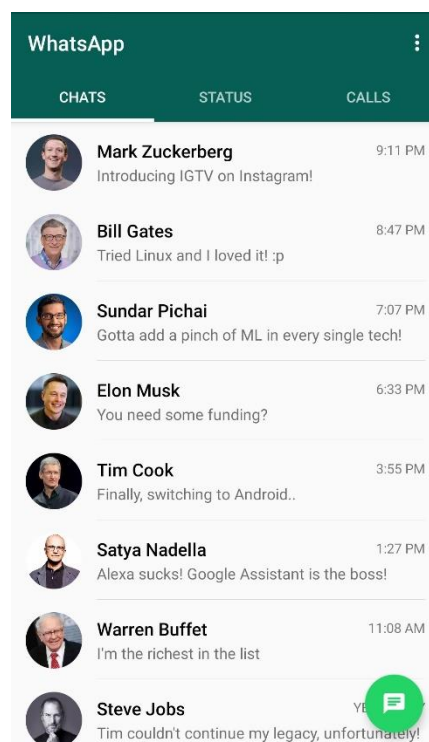 WhatsApp
CHATS STATUS CALLS
Mark Zuckerberg 9:11 PM
Introducing IGTV on Instagram!
Bill Gates 8:47 PM
Tried Linux and I loved it! :p
Sundar Pichai 7:07 PM
Gotta add a pinch of ML in every single tech!
Elon Musk 6:33 PM
You need some funding?
Tim Cook 3:55 PM
Finally, switching to Android..
Satya Nadella 1:27 PM
Alexa sucks! Google Assistant is the boss!
Warren Buffet 11:08 AM
I'm the richest in the list
Steve Jobs
Tim couldn't continue my legacy, unfortunately!